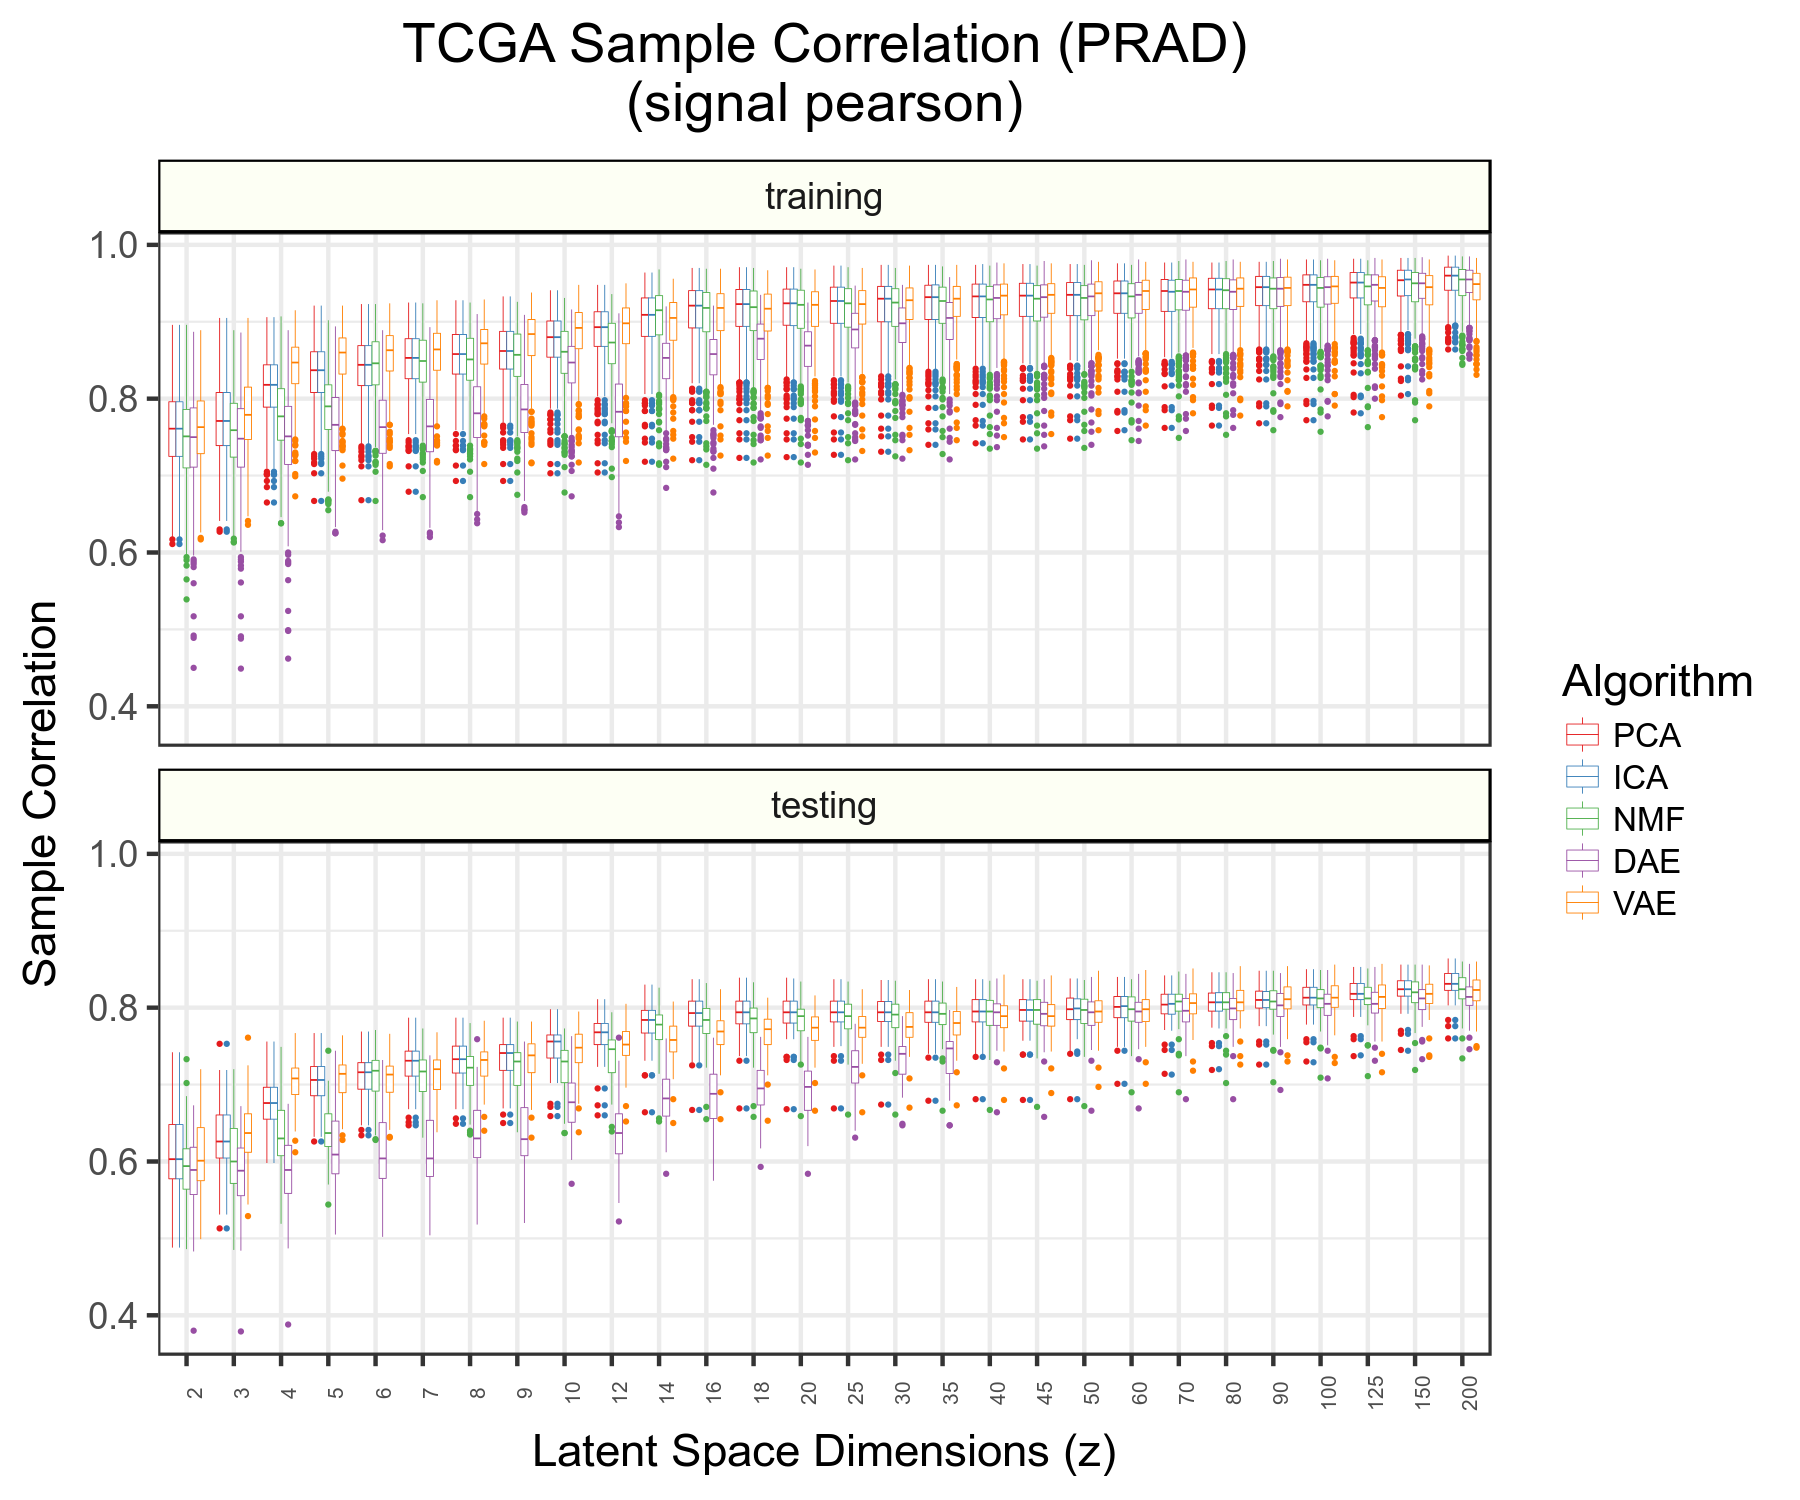 TCGA Sample Correlation (PRAD)
(signal pearson)
training
1.0
0.8
0.6
0.4
testing
1.0
0.8
0.6
0.4
Sample Correlation
2 3 4 5 6 7 8 9 10 12 14 16 18 20 25 30 35 40 45 50 60 70 80 90 100 125 150 200
Latent Space Dimensions (z)
Algorithm
PCA
ICA
NMF
DAE
VAE